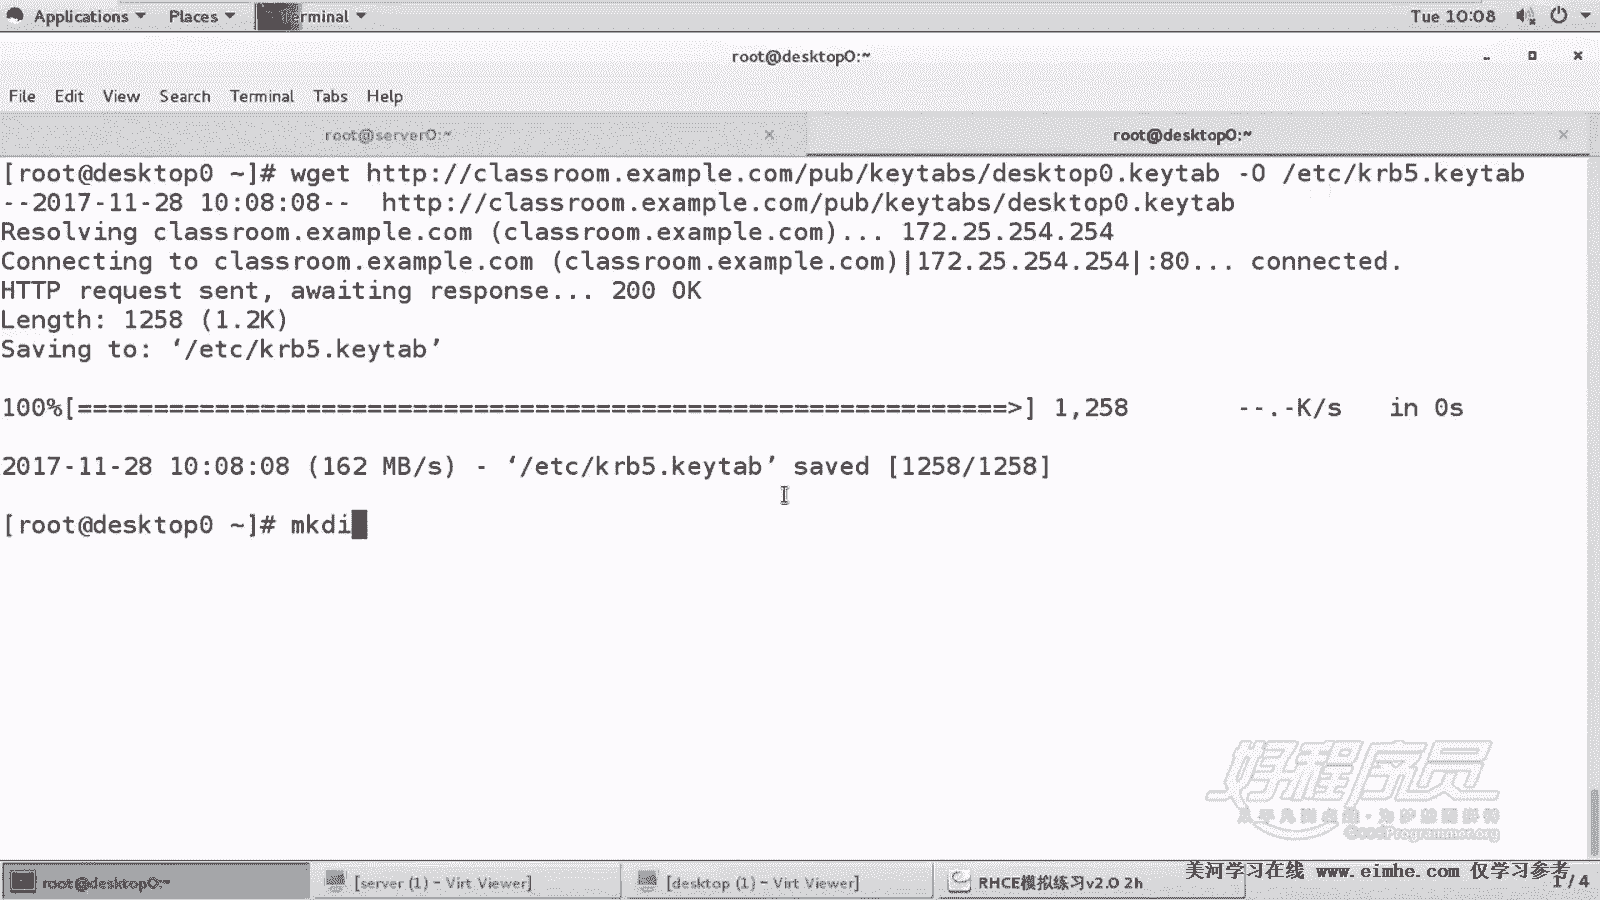 Applications Places Terminal Tue 10:08
root@desktop0:~
File Edit View Search Terminal Tabs Help
root@server0:~ root@desktop0:~
[root@desktop0 ~]# wget http://classroom.example.com/pub/keytabs/desktop0.keytab -O /etc/krb5.keytab
--2017-11-28 10:08:08--  http://classroom.example.com/pub/keytabs/desktop0.keytab
Resolving classroom.example.com (classroom.example.com)... 172.25.254.254
Connecting to classroom.example.com (classroom.example.com)|172.25.254.254|:80... connected.
HTTP request sent, awaiting response... 200 OK
Length: 1258 (1.2K)
Saving to: ‘/etc/krb5.keytab’
100%[=============================================================>] 1,258       --.-K/s   in 0s
2017-11-28 10:08:08 (162 MB/s) - ‘/etc/krb5.keytab’ saved [1258/1258]
[root@desktop0 ~]# mkdi
好程序员
GoodProgrammer.org
美河学习在线 www.eimhe.com 仅学习参考
root@desktop0:~ [server (1) - Virt Viewer] [desktop (1) - Virt Viewer] RHCE模拟练习v2.0 2h 1 / 4